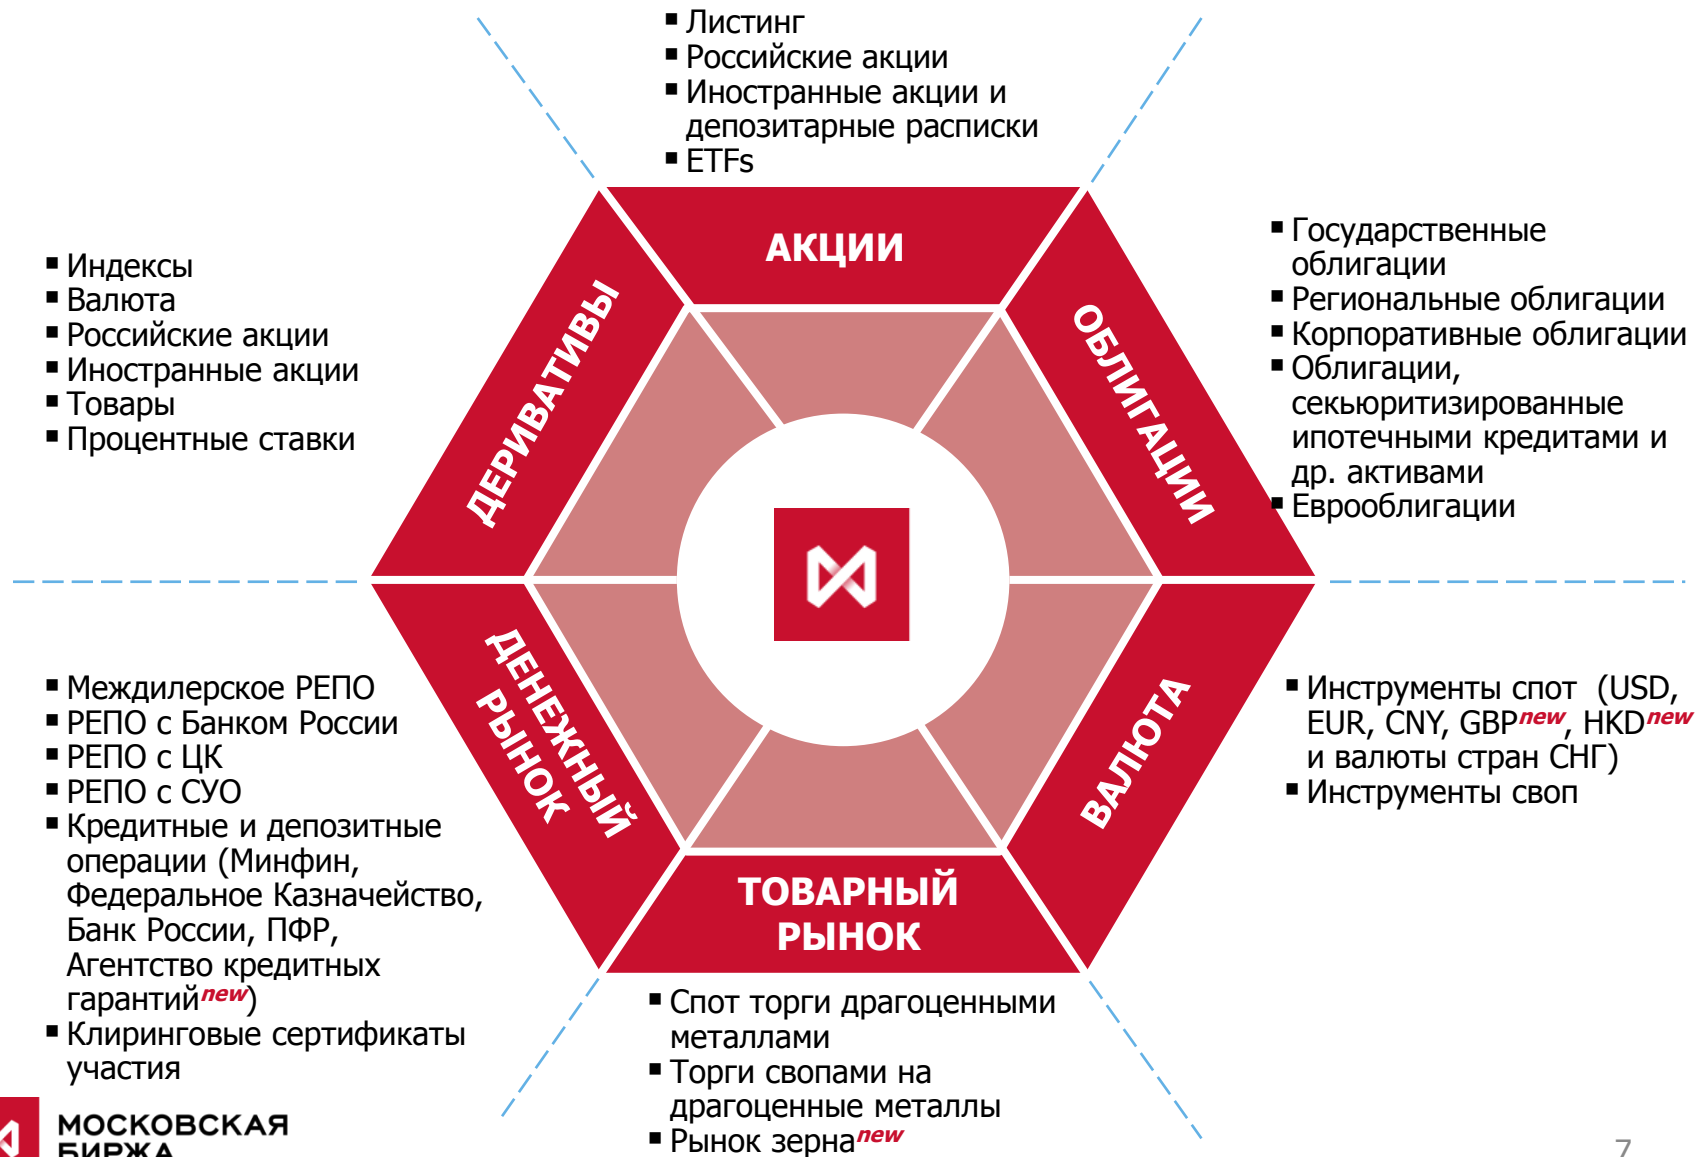 ▪ Листинг
▪ Российские акции
▪ Иностранные акции и
депозитарные расписки
▪ ETFs
АКЦИИ
▪ Индексы
▪ Валюта
▪ Российские акции
▪ Иностранные акции
▪ Товары
▪ Процентные ставки
ДЕРИВАТИВЫ
ОБЛИГАЦИИ
▪ Государственные
облигации
▪ Региональные облигации
▪ Корпоративные облигации
▪ Облигации,
секьюритизированные
ипотечными кредитами и
др. активами
▪ Еврооблигации
▪ Междилерское РЕПО
▪ РЕПО с Банком России
▪ РЕПО с ЦК
▪ РЕПО с СУО
▪ Кредитные и депозитные
операции (Минфин,
Федеральное Казначейство,
Банк России, ПФР,
Агентство кредитных
гарантий new)
▪ Клиринговые сертификаты
участия
ДЕНЕЖНЫЙ
РЫНОК
ВАЛЮТА
▪ Инструменты спот (USD,
EUR, CNY, GBP new, HKD new
и валюты стран СНГ)
▪ Инструменты своп
ТОВАРНЫЙ
РЫНОК
▪ Спот торги драгоценными
металлами
▪ Торги свопами на
драгоценные металлы
▪ Рынок зерна new
МОСКОВСКАЯ
БИРЖА
7